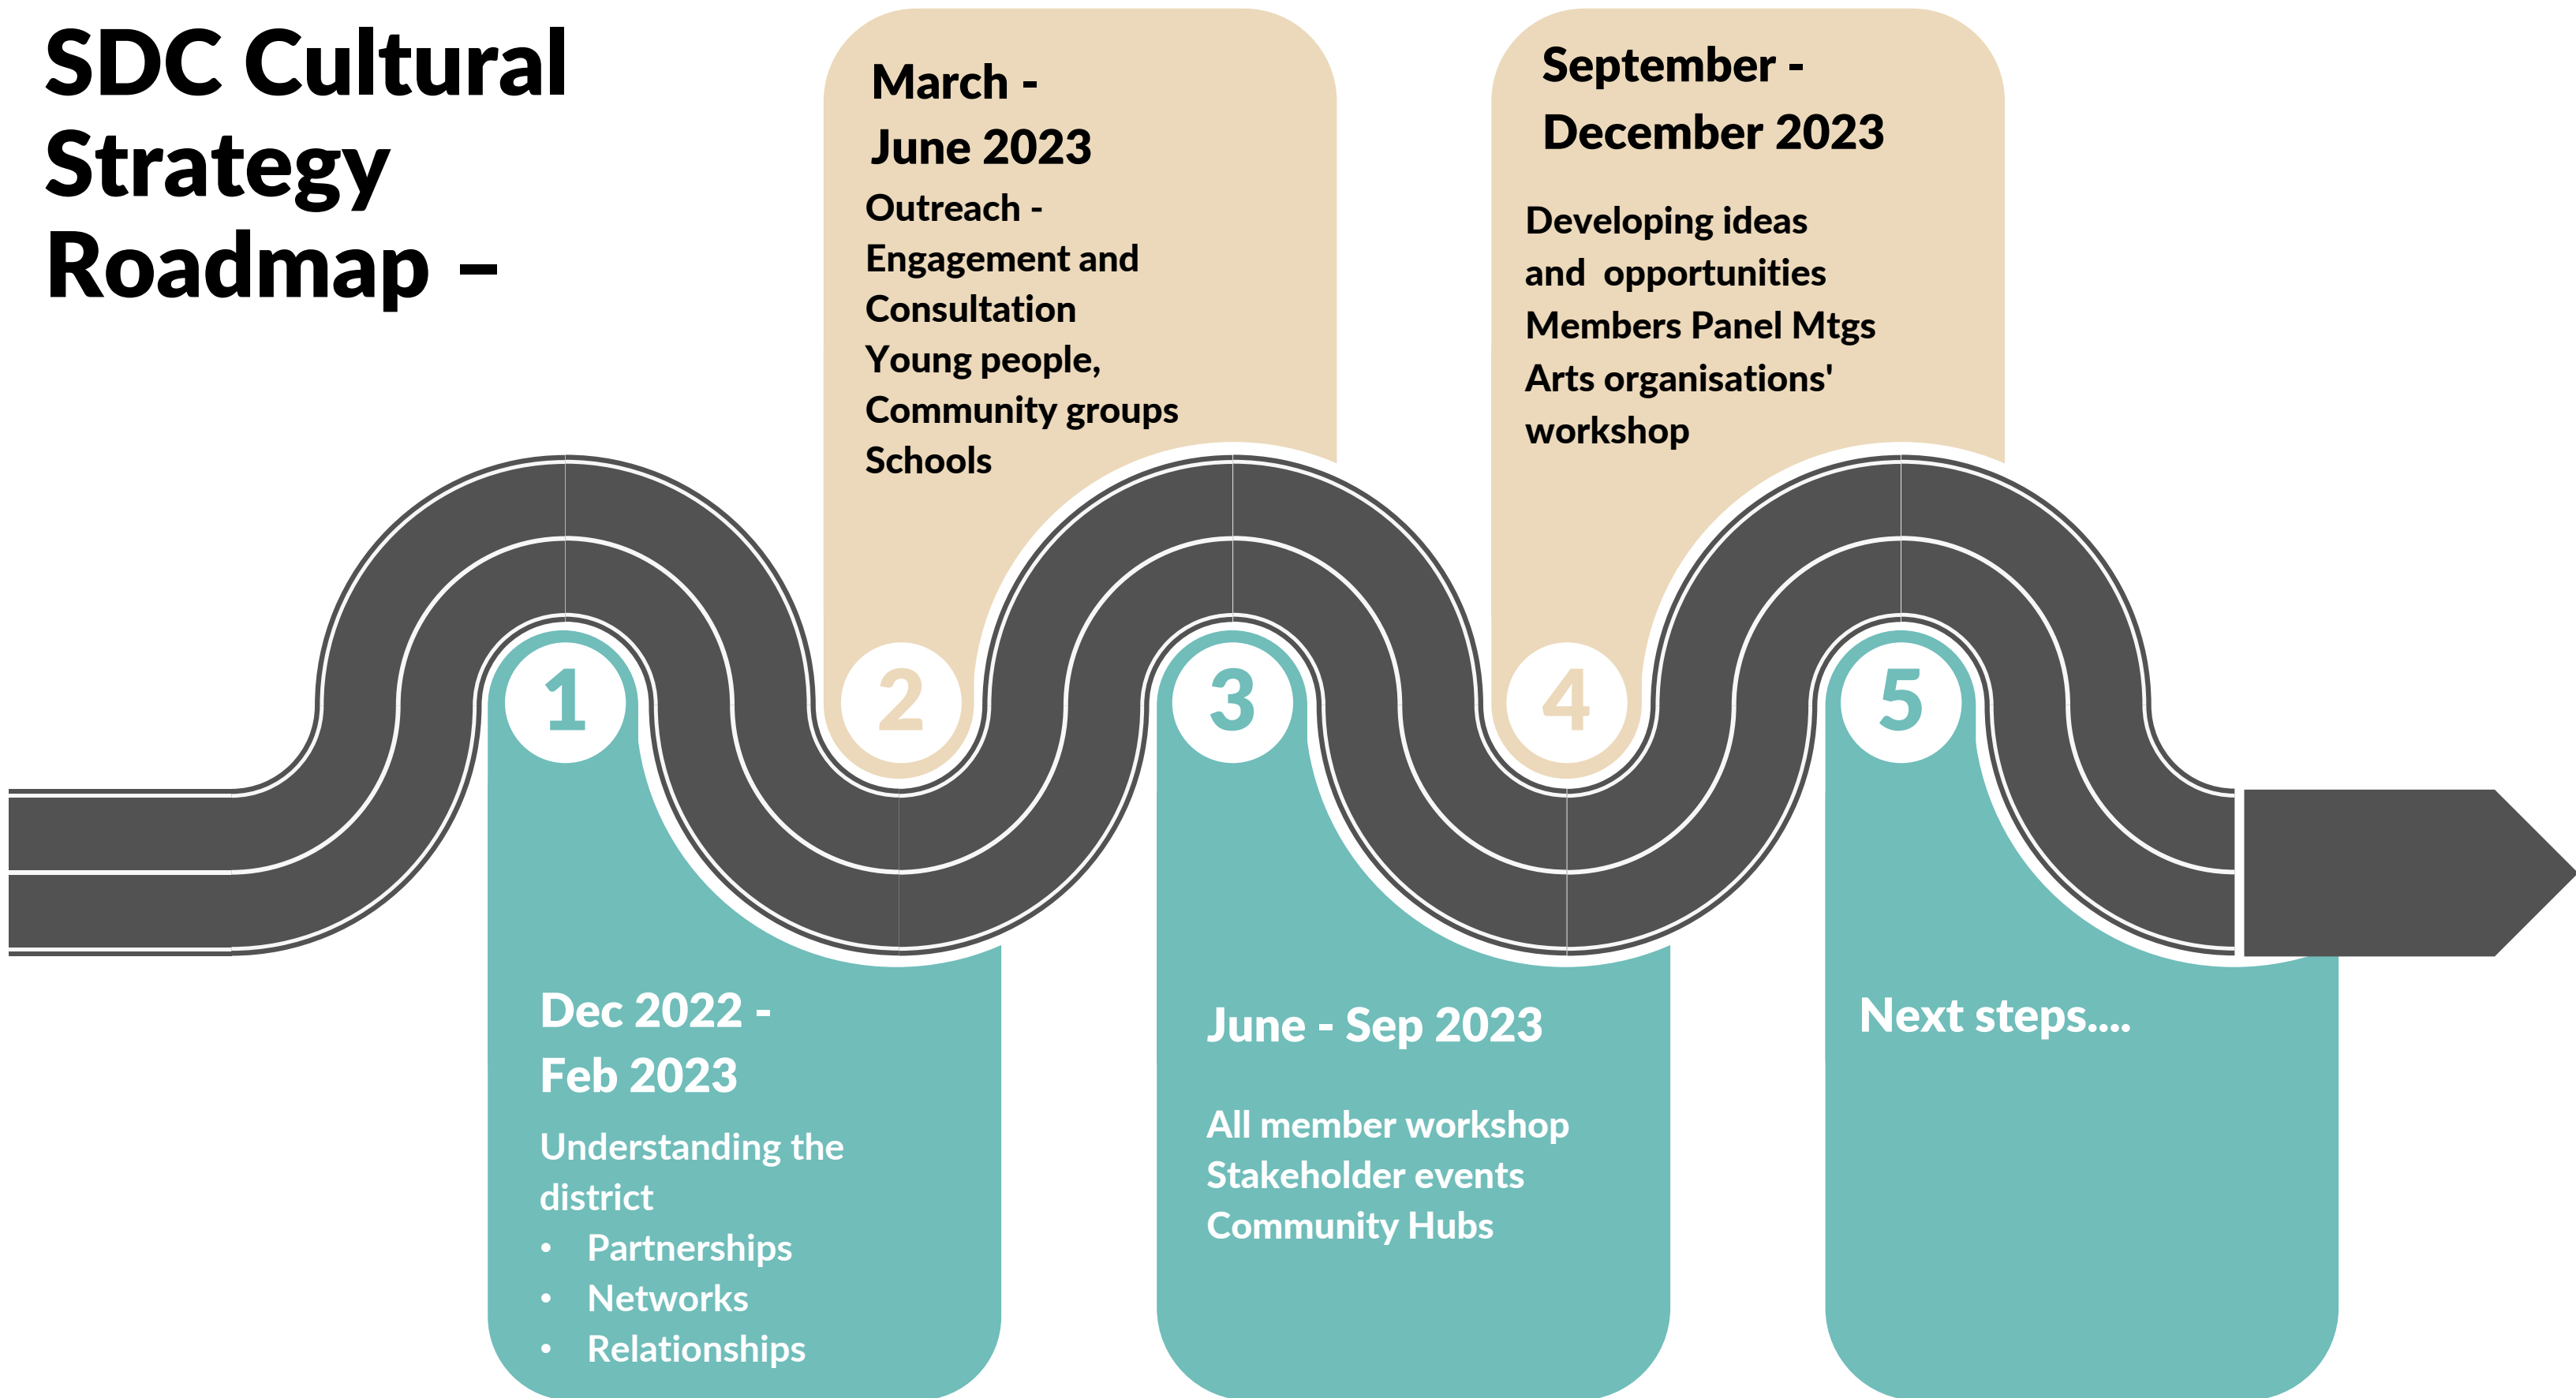 SDC Cultural
Strategy
Roadmap –
1
Dec 2022 -
Feb 2023
Understanding the
district
• Partnerships
• Networks
• Relationships
2
March -
June 2023
Outreach -
Engagement and
Consultation
Young people,
Community groups
Schools
3
June - Sep 2023
All member workshop
Stakeholder events
Community Hubs
4
September -
December 2023
Developing ideas
and  opportunities
Members Panel Mtgs
Arts organisations'
workshop
5
Next steps....